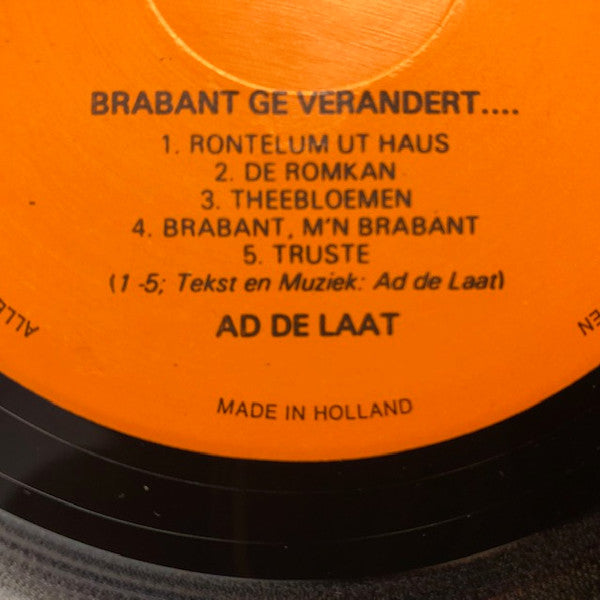 BRABANT GE VERANDERT....
1. RONTELUM UT HAUS
2. DE ROMKAN
3. THEEBLOEMEN
4. BRABANT, M'N BRABANT
5. TRUSTE
(1-5; Tekst en Muziek: Ad de Laat)
AD DE LAAT
MADE IN HOLLAND